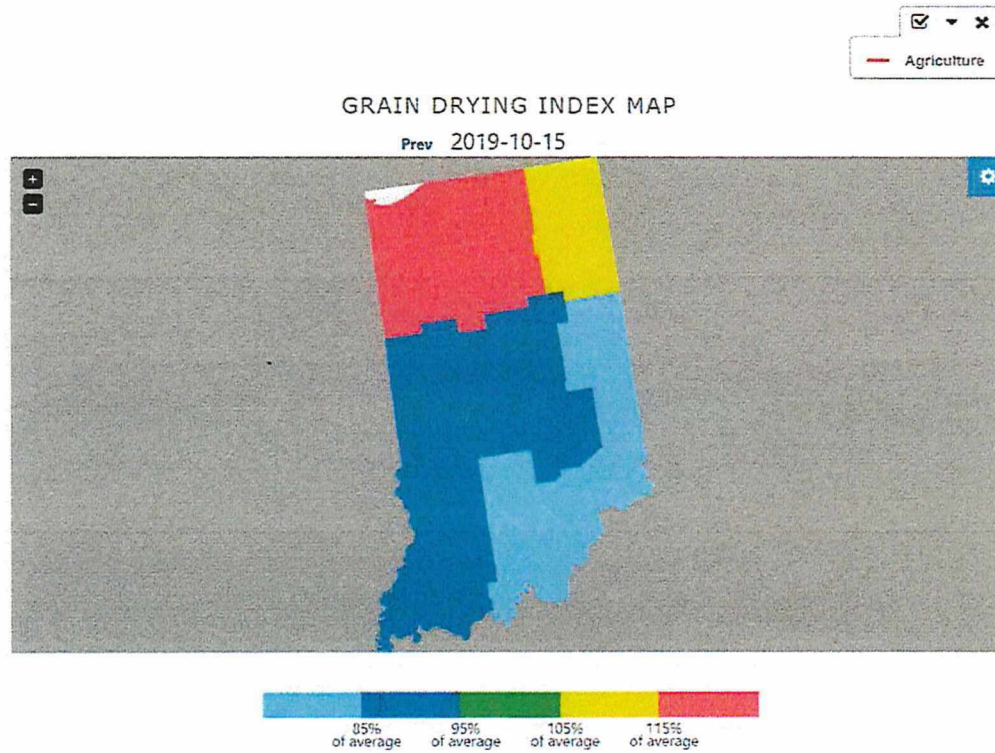 Agriculture
GRAIN DRYING INDEX MAP
Prev 2019-10-15
+
−
85% 95% 105% 115%
of average of average of average of average